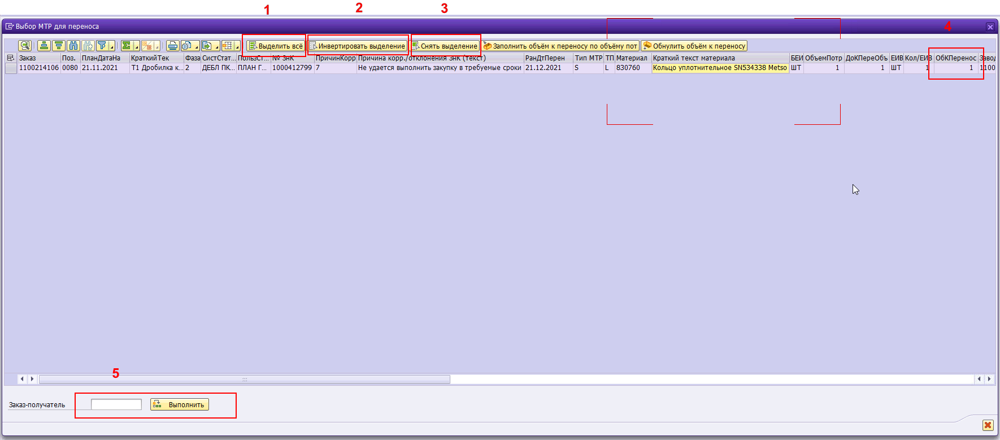 1 2 3
Выбор МТР для переноса
4
Выделить всё Инвертировать выделение Снять выделение Заполнить объём к переносу по объёму пот Обнулить объём к переносу
Заказ Поз. ПланДатаНа КраткийТек Фаза СистСтат... ПользСт... № ЗНК ПричинКорр Причина корр./отклонения ЗНК (текст) РанДтПерен Тип МТР ТП Материал Краткий текст материала БЕИ ОбъемПотр ДоКПереОбъ ЕИВ Кол/ЕИВ ОбКПеренос Завод
1100214106 0080 21.11.2021 Т1 Дробилка к... 2 ДЕБЛ ПК... ПЛАН Г... 1000412799 7 Не удается выполнить закупку в требуемые сроки 21.12.2021 S L 830760 Кольцо уплотнительное SN534338 Metso ШТ 1 1 ШТ 1 1 1100
5
Заказ-получатель Выполнить